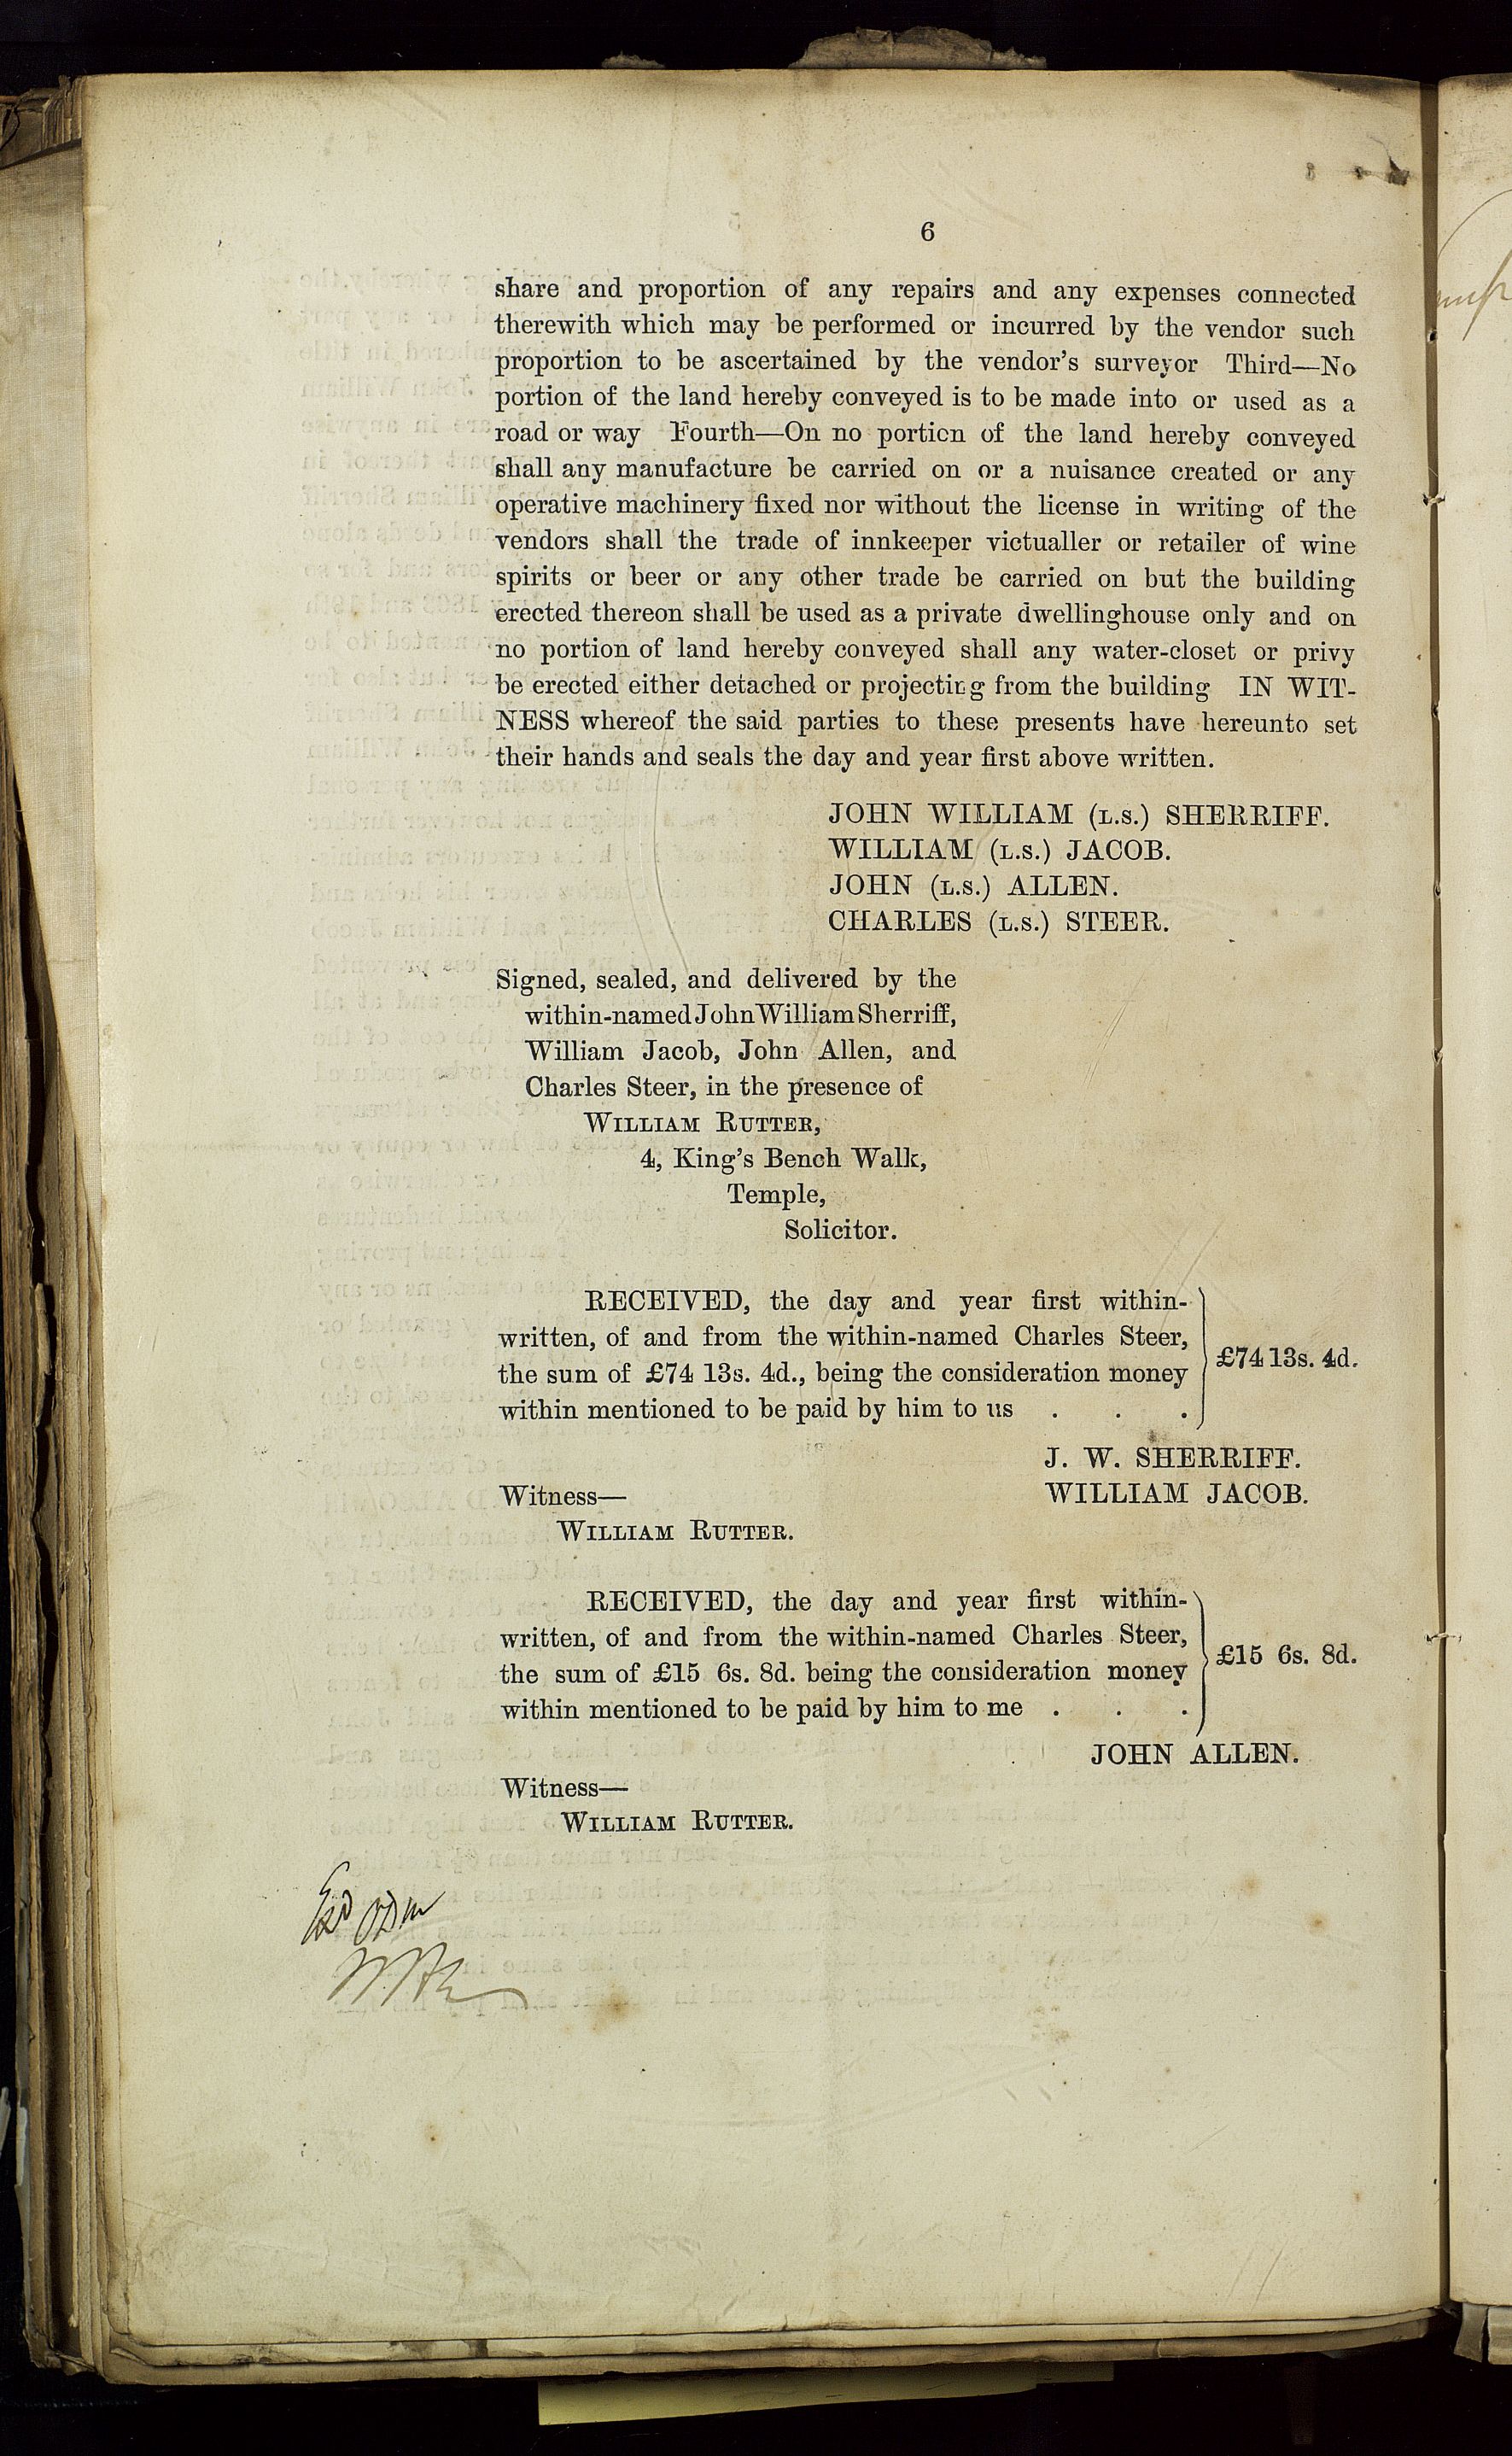 6
share and proportion of any repairs and any expenses connected
therewith which may be performed or incurred by the vendor such
proportion to be ascertained by the vendor's surveyor Third—No
portion of the land hereby conveyed is to be made into or used as a
road or way Fourth—On no portion of the land hereby conveyed
shall any manufacture be carried on or a nuisance created or any
operative machinery fixed nor without the license in writing of the
vendors shall the trade of innkeeper victualler or retailer of wine
spirits or beer or any other trade be carried on but the building
erected thereon shall be used as a private dwellinghouse only and on
no portion of land hereby conveyed shall any water-closet or privy
be erected either detached or projecting from the building IN WIT-
NESS whereof the said parties to these presents have hereunto set
their hands and seals the day and year first above written.
JOHN WILLIAM (L.S.) SHERRIFF.
WILLIAM (L.S.) JACOB.
JOHN (L.S.) ALLEN.
CHARLES (L.S.) STEER.
Signed, sealed, and delivered by the
within-named John William Sherriff,
William Jacob, John Allen, and
Charles Steer, in the presence of
WILLIAM RUTTER,
4, King's Bench Walk,
Temple,
Solicitor.
RECEIVED, the day and year first within-
written, of and from the within-named Charles Steer,
the sum of £74 13s. 4d., being the consideration money
within mentioned to be paid by him to us . . .
£74 13s. 4d.
J. W. SHERRIFF.
WILLIAM JACOB.
Witness—
WILLIAM RUTTER.
RECEIVED, the day and year first within-
written, of and from the within-named Charles Steer,
the sum of £15 6s. 8d. being the consideration money
within mentioned to be paid by him to me . . .
£15 6s. 8d.
JOHN ALLEN.
Witness—
WILLIAM RUTTER.